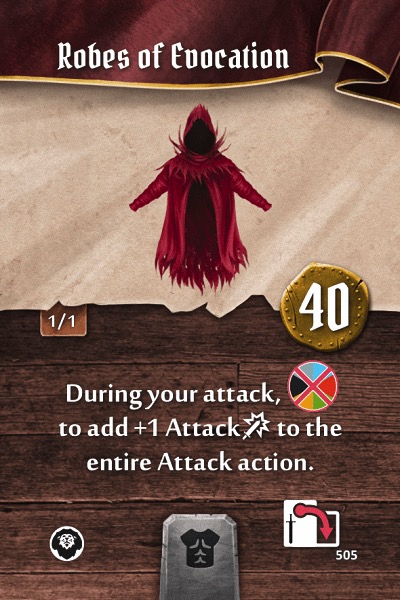 Robes of Evocation
1/1
40
During your attack,
to add +1 Attack to the
entire Attack action.
505